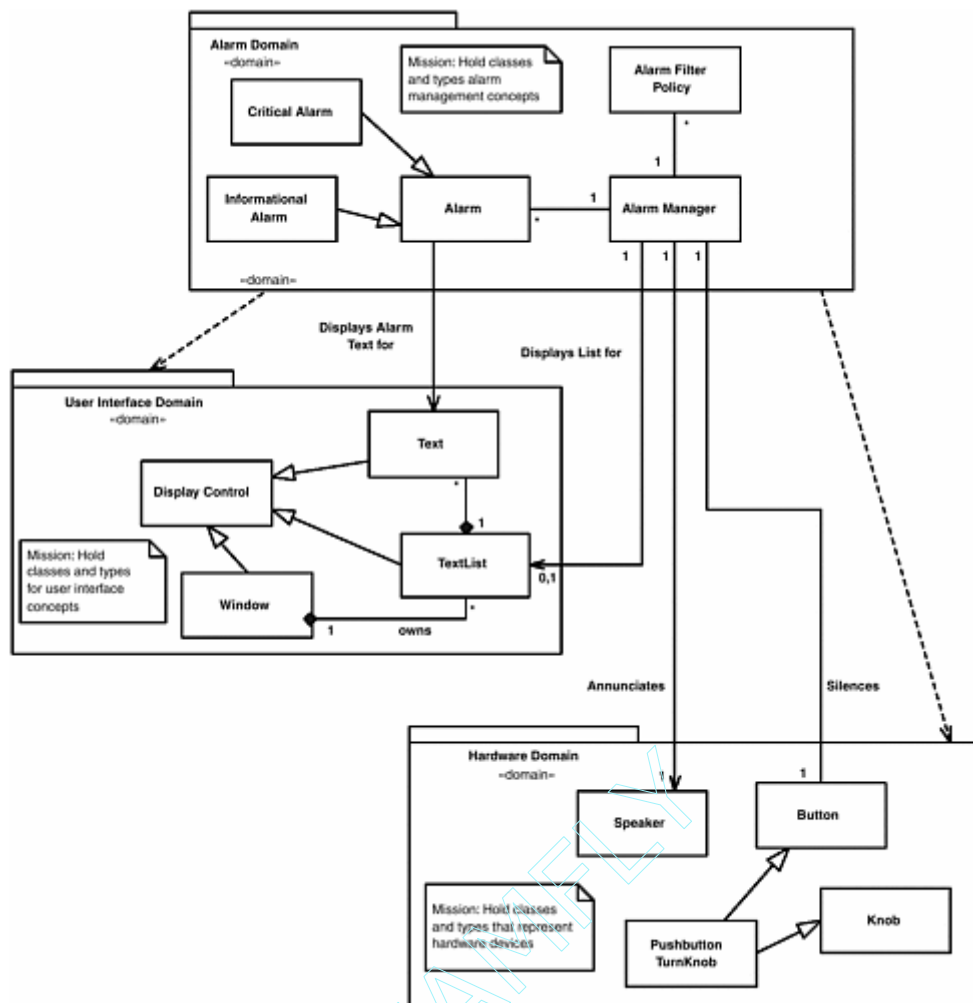 Alarm Domain
«domain»
Mission: Hold classes
and types alarm
management concepts
Alarm Filter
Policy
Critical Alarm
*
1
Informational
Alarm
Alarm
1
*
Alarm Manager
1
1
1
«domain»
Displays Alarm
Text for
Displays List for
User Interface Domain
«domain»
Text
*
Display Control
1
Mission: Hold
classes and types
for user interface
concepts
TextList
0,1
*
Window
1
owns
Annunciates
Silences
Hardware Domain
«domain»
1
1
Speaker
Button
Mission: Hold classes
and types that represent
hardware devices
Pushbutton
TurnKnob
Knob
AMFLY